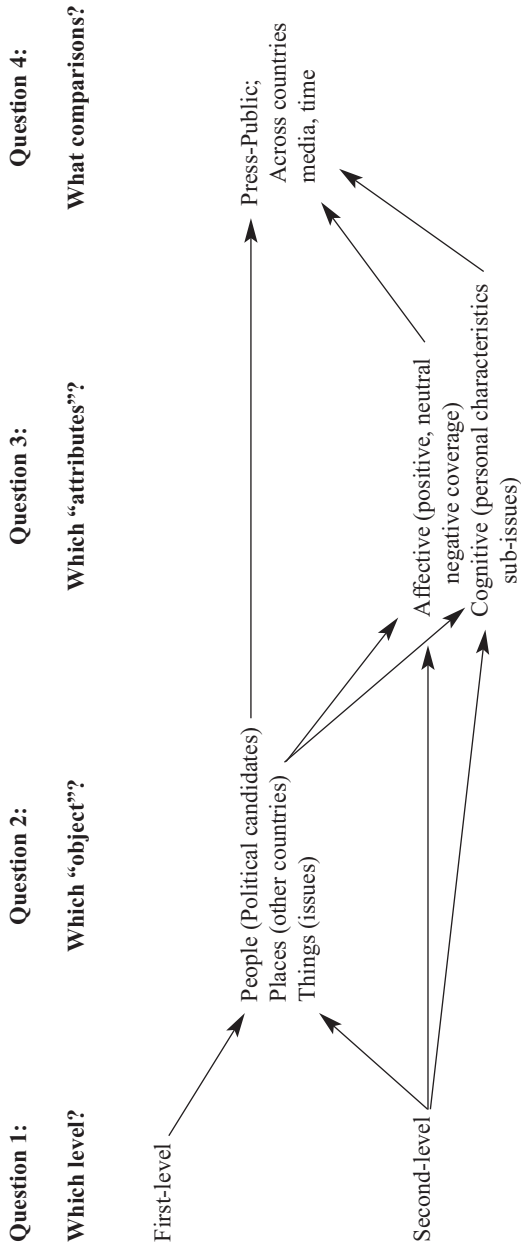 Question 1:
Which level?
First-level
Second-level
Question 2:
Which “object”?
People (Political candidates)
Places (other countries)
Things (issues)
Question 3:
Which “attributes”?
Affective (positive, neutral
negative coverage)
Cognitive (personal characteristics
sub-issues)
Question 4:
What comparisons?
Press-Public;
Across countries
media, time